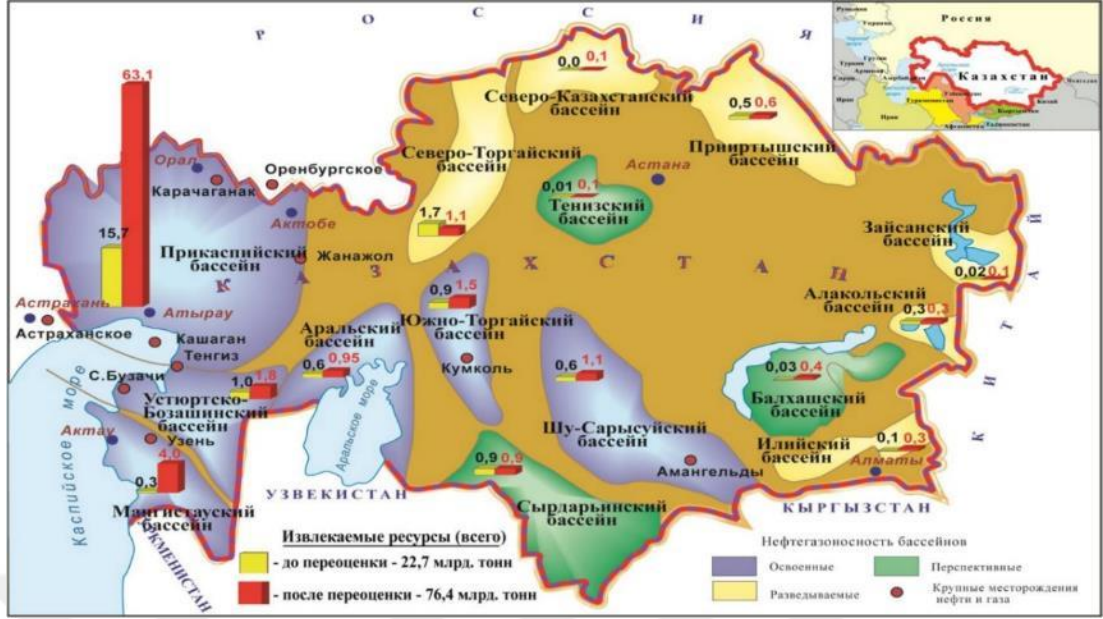 Р О С С И Я
Россия
Казахстан
Иран
63,1
15,7
Орал
Карачаганак
Оренбургское
Актобе
Прикаспийский
бассейн
Жанажол
Астрахань
Астраханское
Атырау
Кашаган
Тенгиз
С.Бузачи
1,0 1,8
Устюртско-
Бозашинский
бассейн
Актау
Узень
0,3 4,0
Мангистауский
бассейн
Каспийское море
0,0 0,1
Северо-Казахстанский
бассейн
Северо-Торгайский
бассейн
1,7 1,1
0,5 0,6
Прииртышский
бассейн
Астана
0,01 0,1
Тенизский
бассейн
К А З А Х С Т А Н
Зайсанский
бассейн
0,02 0,1
Алакольский
бассейн
0,3 0,3
0,9 1,5
Южно-Торгайский
бассейн
Кумколь
Аральский
бассейн
0,6 0,95
Аральское море
0,6 1,1
Шу-Сарысуйский
бассейн
Амангельды
0,03 0,4
Балхашский
бассейн
Илийский
бассейн
0,1 0,3
Алматы
0,9 0,9
Сырдарьинский
бассейн
К И Т А Й
УЗБЕКИСТАН
КЫРГЫЗСТАН
РКМЕНИСТАН
Извлекаемые ресурсы (всего)
- до переоценки - 22,7 млрд. тонн
- после переоценки - 76,4 млрд. тонн
Нефтегазоносность бассейнов
Освоенные
Перспективные
Разведываемые
Крупные месторождения
нефти и газа